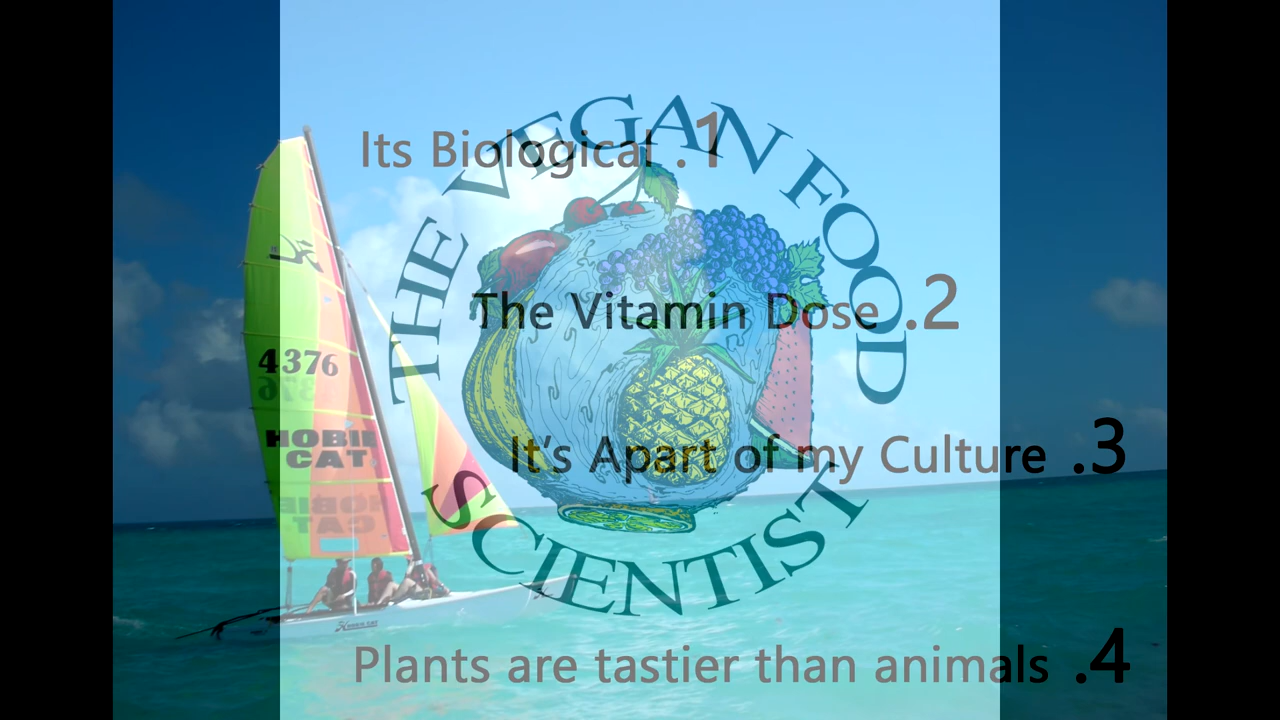 Its Biological .1
THE VEGAN FOOD
The Vitamin Dose .2
4376
HOBIE
CAT
It’s Apart of my Culture .3
SCIENTIST
Plants are tastier than animals .4